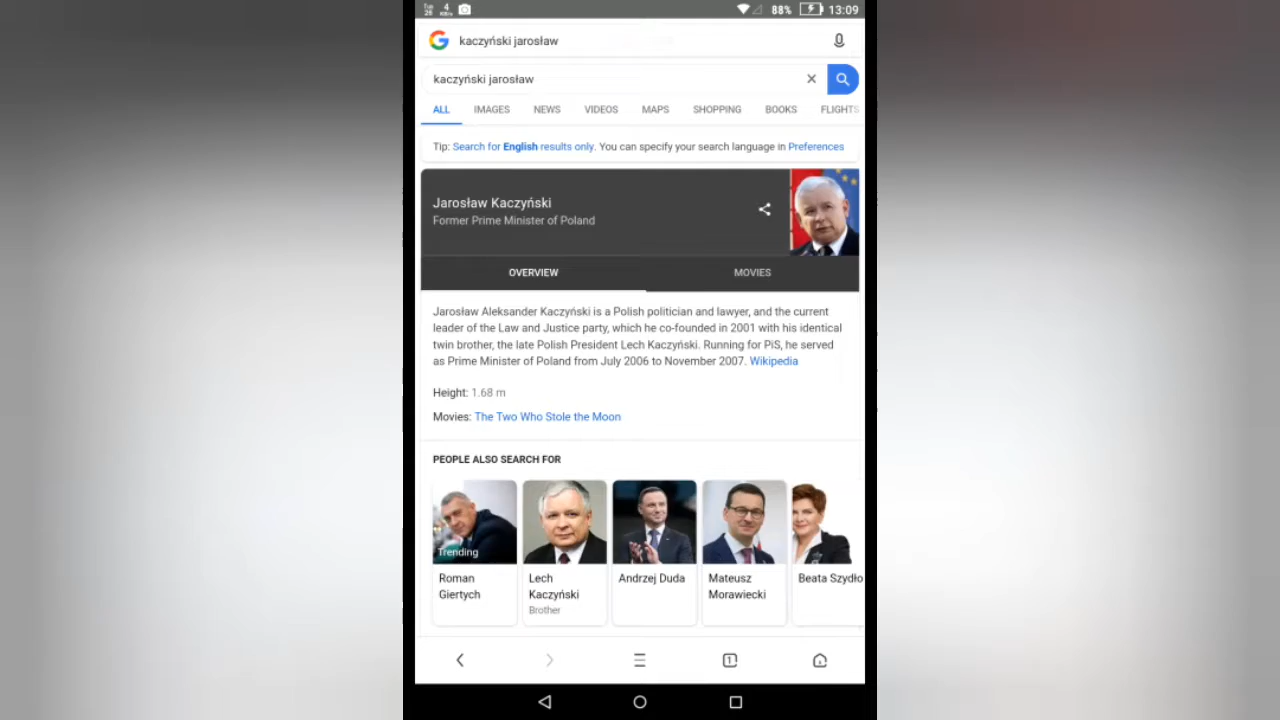 Tue
26
4
KB/s
88%
13:09
kaczyński jarosław
kaczyński jarosław
ALL IMAGES NEWS VIDEOS MAPS SHOPPING BOOKS FLIGHTS
Tip: Search for English results only. You can specify your search language in Preferences
Jarosław Kaczyński
Former Prime Minister of Poland
OVERVIEW MOVIES
Jarosław Aleksander Kaczyński is a Polish politician and lawyer, and the current
leader of the Law and Justice party, which he co-founded in 2001 with his identical
twin brother, the late Polish President Lech Kaczyński. Running for PiS, he served
as Prime Minister of Poland from July 2006 to November 2007. Wikipedia
Height: 1.68 m
Movies: The Two Who Stole the Moon
PEOPLE ALSO SEARCH FOR
Trending
Roman
Giertych
Lech
Kaczyński
Brother
Andrzej Duda
Mateusz
Morawiecki
Beata Szydło
1